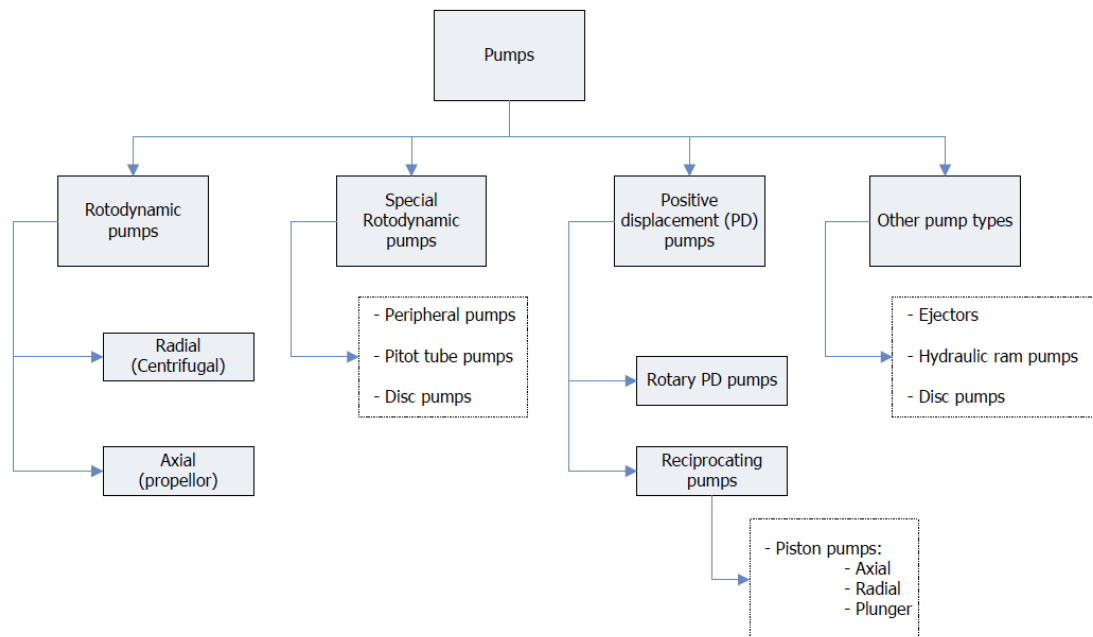 Pumps
Rotodynamic
pumps
Special
Rotodynamic
pumps
Positive
displacement (PD)
pumps
Other pump types
Radial
(Centrifugal)
Axial
(propellor)
- Peripheral pumps
- Pitot tube pumps
- Disc pumps
Rotary PD pumps
Reciprocating
pumps
- Piston pumps:
- Axial
- Radial
- Plunger
- Ejectors
- Hydraulic ram pumps
- Disc pumps